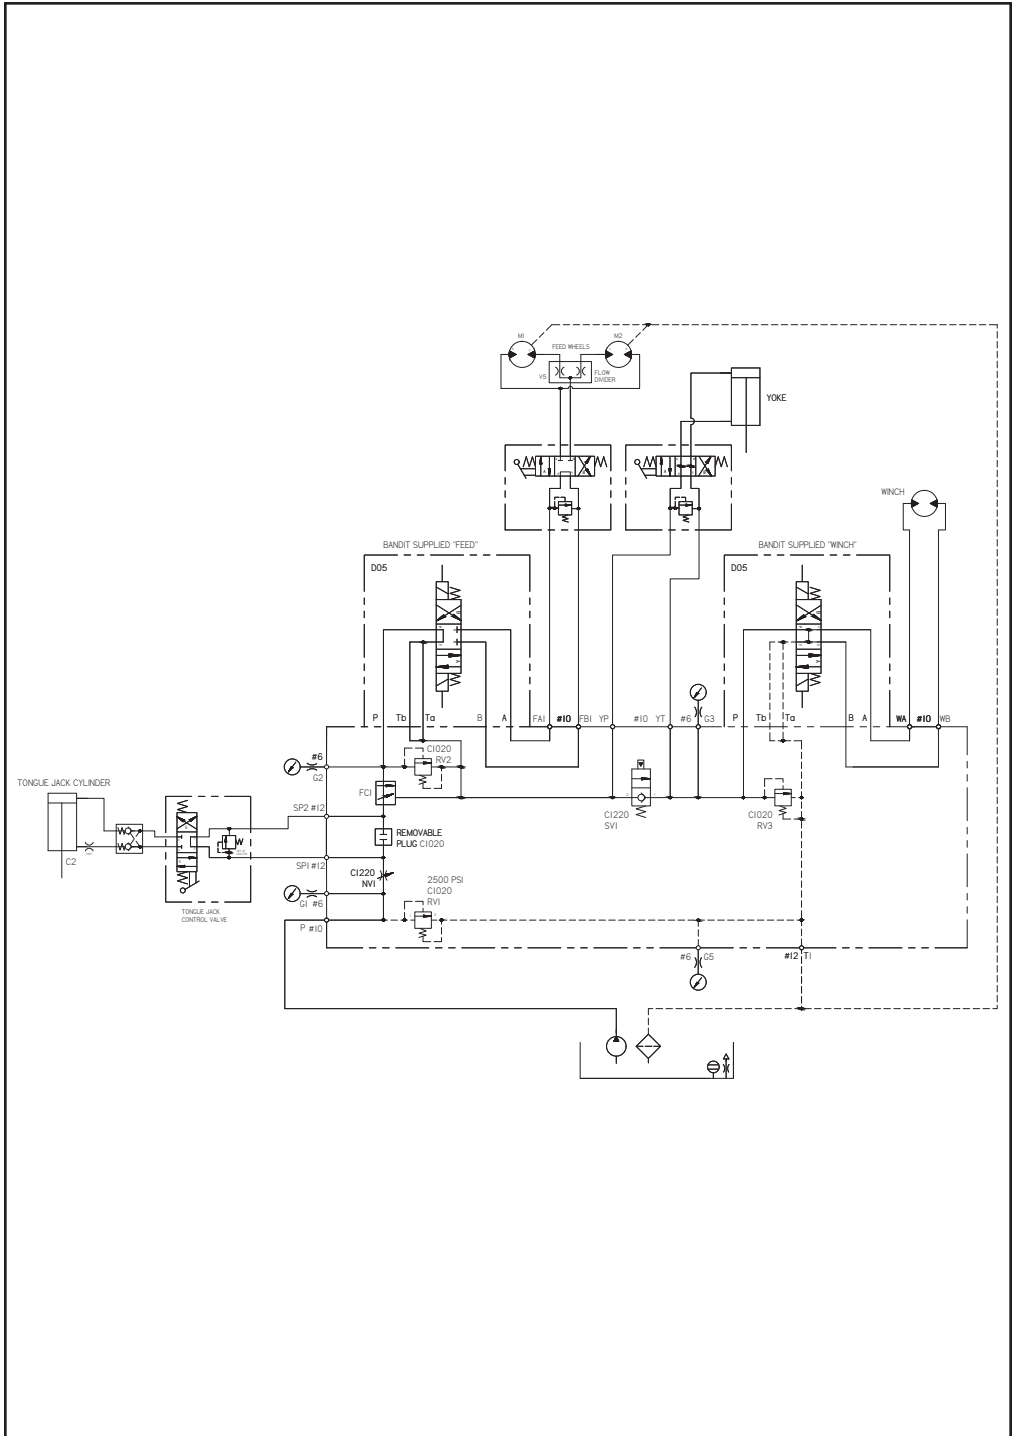 M1
M2
FEED WHEELS
V5
FLOW
DIVIDER
YOKE
WINCH
BANDIT SUPPLIED "FEED"
BANDIT SUPPLIED "WINCH"
D05
D05
P Tb Ta B A FA1 #10 FB1 YP #10 YT #6 G3 P Tb Ta B A WA #10 WB
#6
G2
C1020
RV2
TONGUE JACK CYLINDER
FC1
SP2 #12
C1220
SV1
C1020
RV3
REMOVABLE
PLUG C1020
C2
SP1 #12
C1220
NV1
2500 PSI
C1020
RV1
G1 #6
TONGUE JACK
CONTROL VALVE
P #10
#6 G5
#12 T1